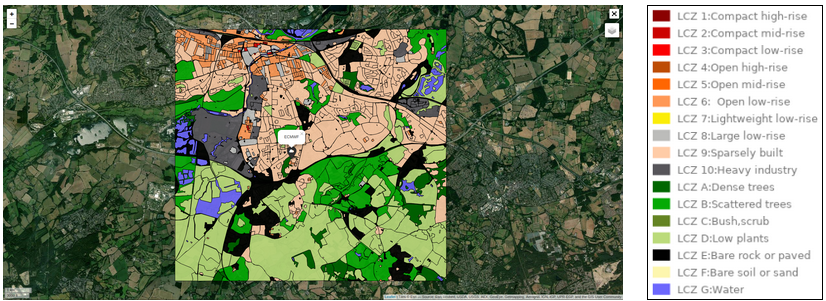 +
−
×
ECMWF
LCZ 1:Compact high-rise
LCZ 2:Compact mid-rise
LCZ 3:Compact low-rise
LCZ 4:Open high-rise
LCZ 5:Open mid-rise
LCZ 6: Open low-rise
LCZ 7:Lightweight low-rise
LCZ 8:Large low-rise
LCZ 9:Sparsely built
LCZ 10:Heavy industry
LCZ A:Dense trees
LCZ B:Scattered trees
LCZ C:Bush,scrub
LCZ D:Low plants
LCZ E:Bare rock or paved
LCZ F:Bare soil or sand
LCZ G:Water